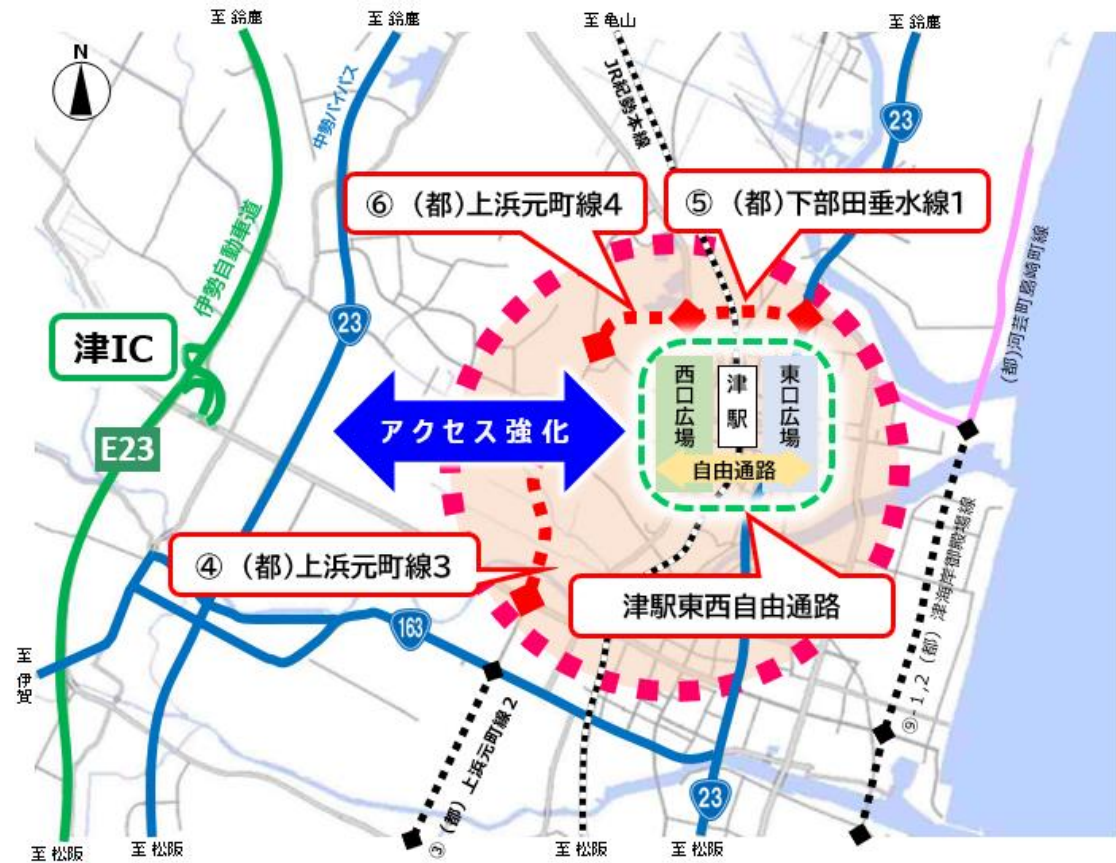 至 鈴鹿
至 鈴鹿
至 亀山
至 鈴鹿
N
中勢バイパス
JR紀勢本線
23
⑥ (都)上浜元町線4
⑤ (都)下部田垂水線1
伊勢自動車道
23
(都)河芸町島崎町線
津IC
西口広場
津駅
東口広場
アクセス強化
E23
自由通路
④ (都)上浜元町線3
津駅東西自由通路
163
至 伊賀
⑨-1,2 (都) 津海岸御殿場線
③ (都) 上浜元町線2
23
至 松阪
至 松阪
至 松阪
至 松阪